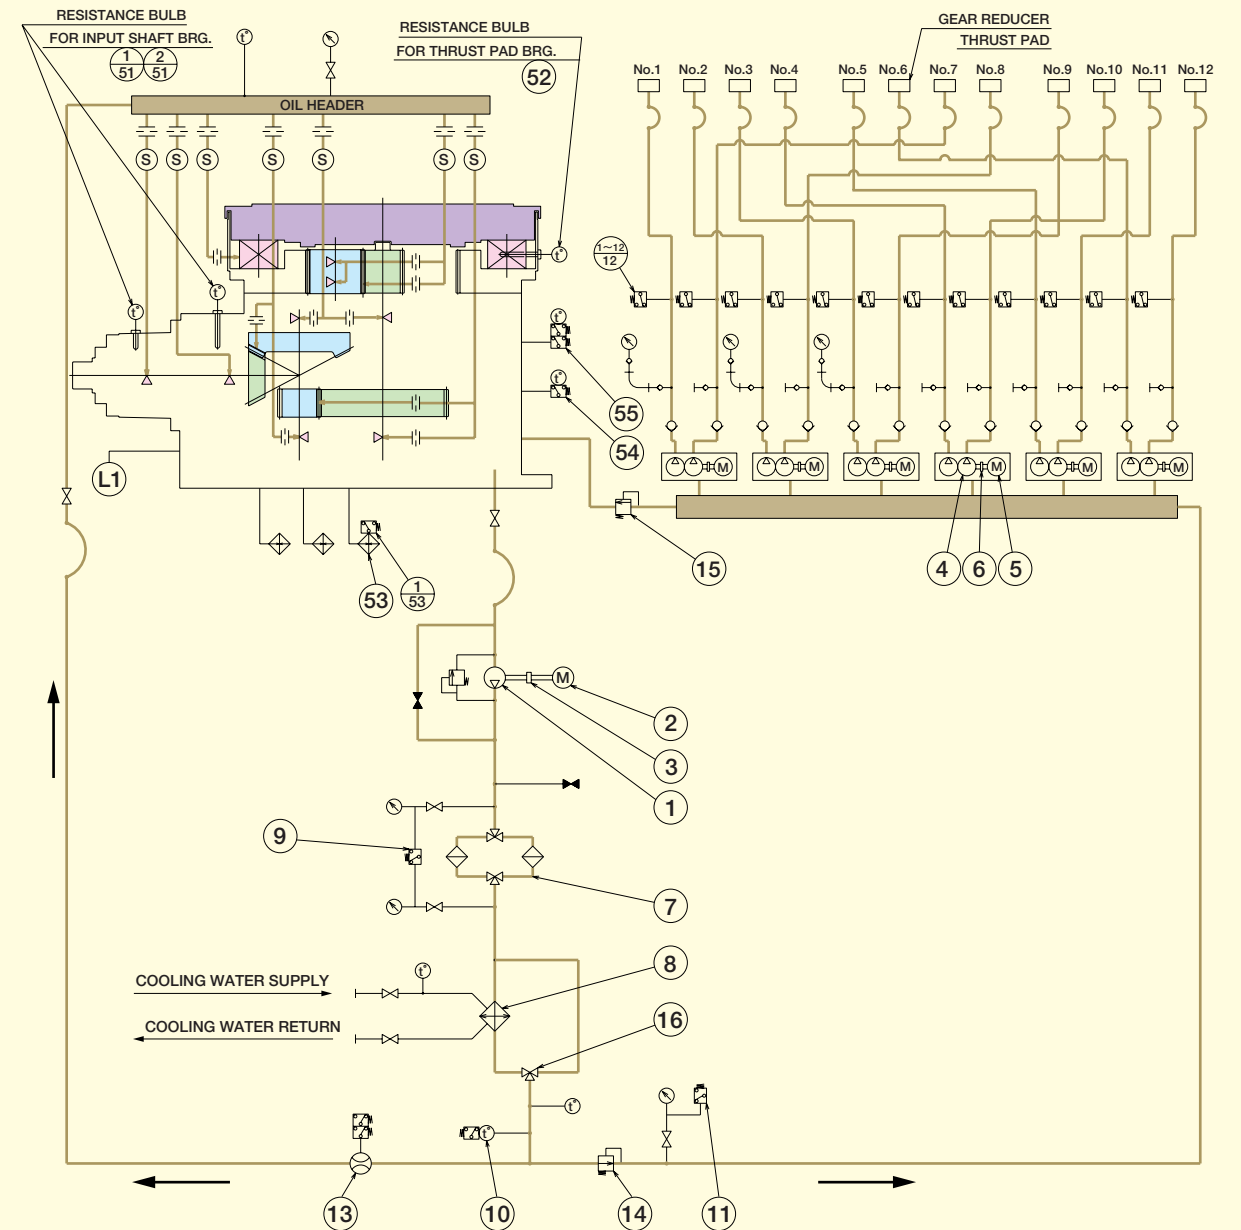 RESISTANCE BULB
FOR INPUT SHAFT BRG.
1
51
2
51
t°
RESISTANCE BULB
FOR THRUST PAD BRG.
52
GEAR REDUCER
THRUST PAD
No.1 No.2 No.3 No.4 No.5 No.6 No.7 No.8 No.9 No.10 No.11 No.12
OIL HEADER
S S S S S S S
t°
1~12
12
t°
t°
t°
t°
55
54
L1
M M M M M M
15
4 6 5
53
1
53
M
2
3
1
9
7
8
COOLING WATER SUPPLY
t°
COOLING WATER RETURN
16
t°
t°
13
10
14
11